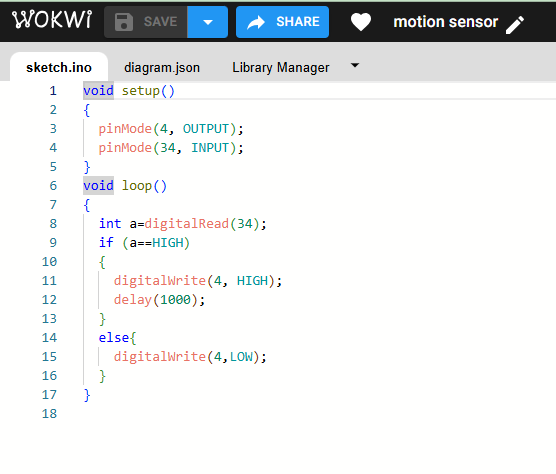 WOKWi SAVE SHARE motion sensor
sketch.ino diagram.json Library Manager
1 void setup()
2 {
3 pinMode(4, OUTPUT);
4 pinMode(34, INPUT);
5 }
6 void loop()
7 {
8 int a=digitalRead(34);
9 if (a==HIGH)
10 {
11 digitalWrite(4, HIGH);
12 delay(1000);
13 }
14 else{
15 digitalWrite(4,LOW);
16 }
17 }
18